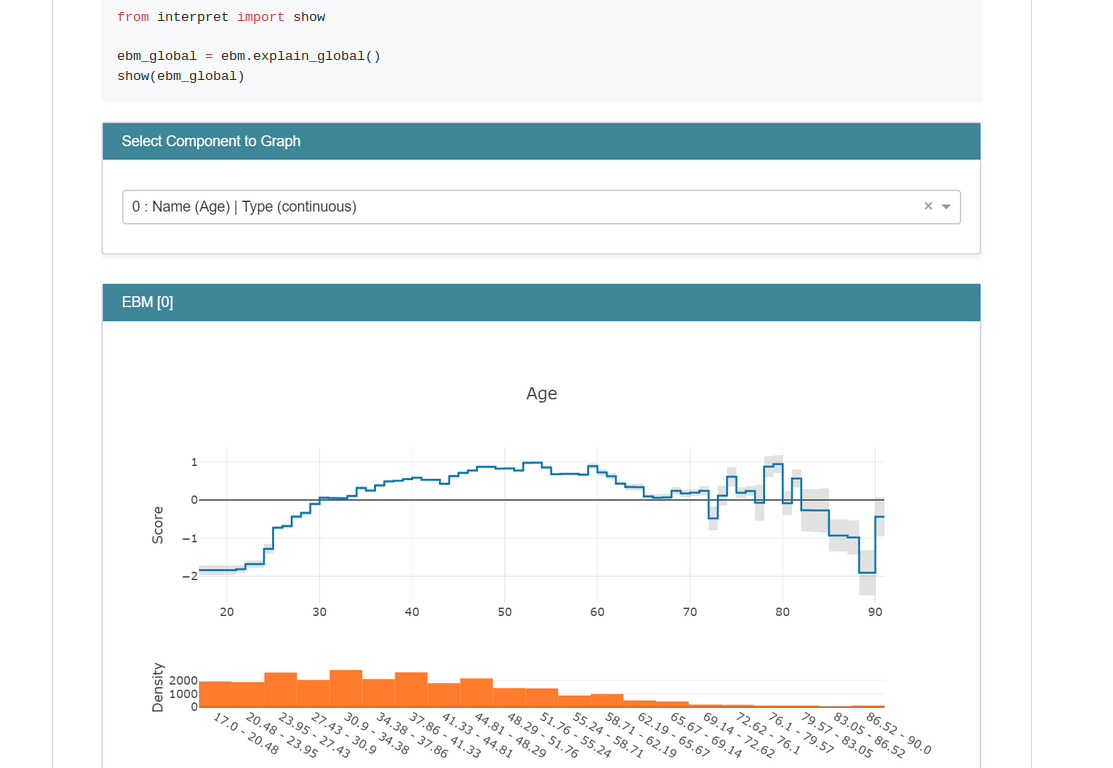 from interpret import show
ebm_global = ebm.explain_global()
show(ebm_global)
Select Component to Graph
0 : Name (Age) | Type (continuous)
×
EBM [0]
Age
Score
1
0
−1
−2
20 30 40 50 60 70 80 90
Density
2000
1000
0
17.0 - 20.48
20.48 - 23.95
23.95 - 27.43
27.43 - 30.9
30.9 - 34.38
34.38 - 37.86
37.86 - 41.33
41.33 - 44.81
44.81 - 48.29
48.29 - 51.76
51.76 - 55.24
55.24 - 58.71
58.71 - 62.19
62.19 - 65.67
65.67 - 69.14
69.14 - 72.62
72.62 - 76.1
76.1 - 79.57
79.57 - 83.05
83.05 - 86.52
86.52 - 90.0